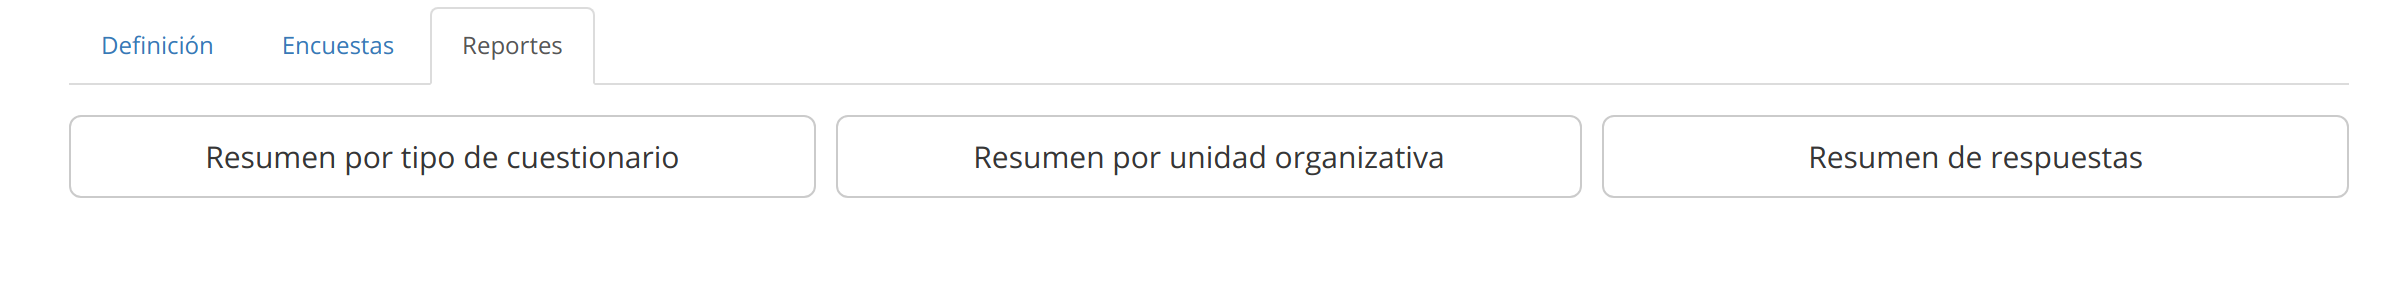 Definición Encuestas Reportes
Resumen por tipo de cuestionario Resumen por unidad organizativa Resumen de respuestas